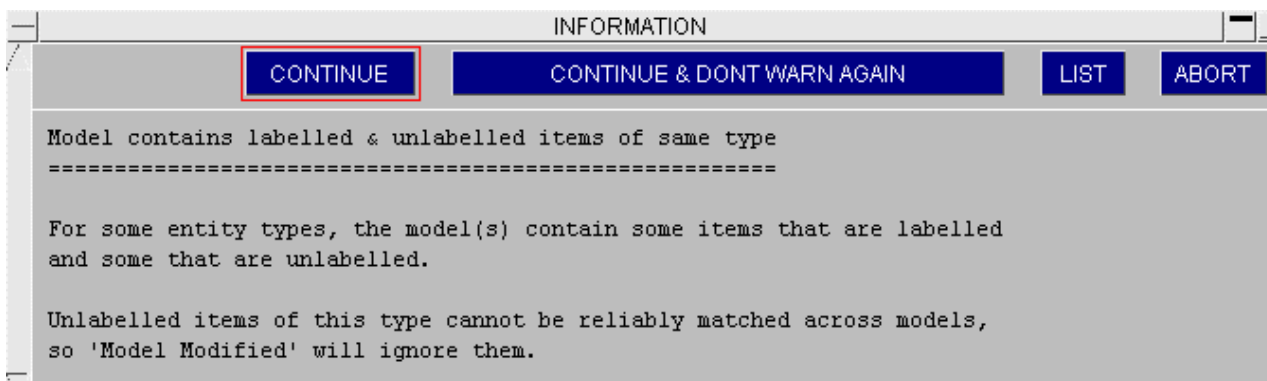 INFORMATION
CONTINUE CONTINUE & DONT WARN AGAIN LIST ABORT
Model contains labelled & unlabelled items of same type
=======================================================
For some entity types, the model(s) contain some items that are labelled
and some that are unlabelled.
Unlabelled items of this type cannot be reliably matched across models,
so 'Model Modified' will ignore them.